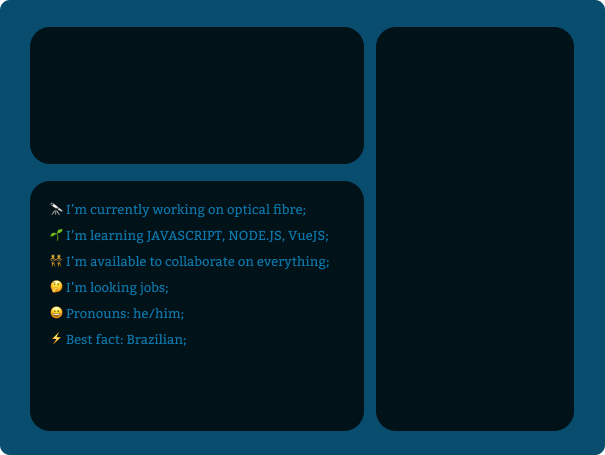 🔭 I'm currently working on optical fibre;
🌱 I'm learning JAVASCRIPT, NODE.JS, VueJS;
👯 I'm available to collaborate on everything;
🤔 I'm looking jobs;
😄 Pronouns: he/him;
⚡ Best fact: Brazilian;